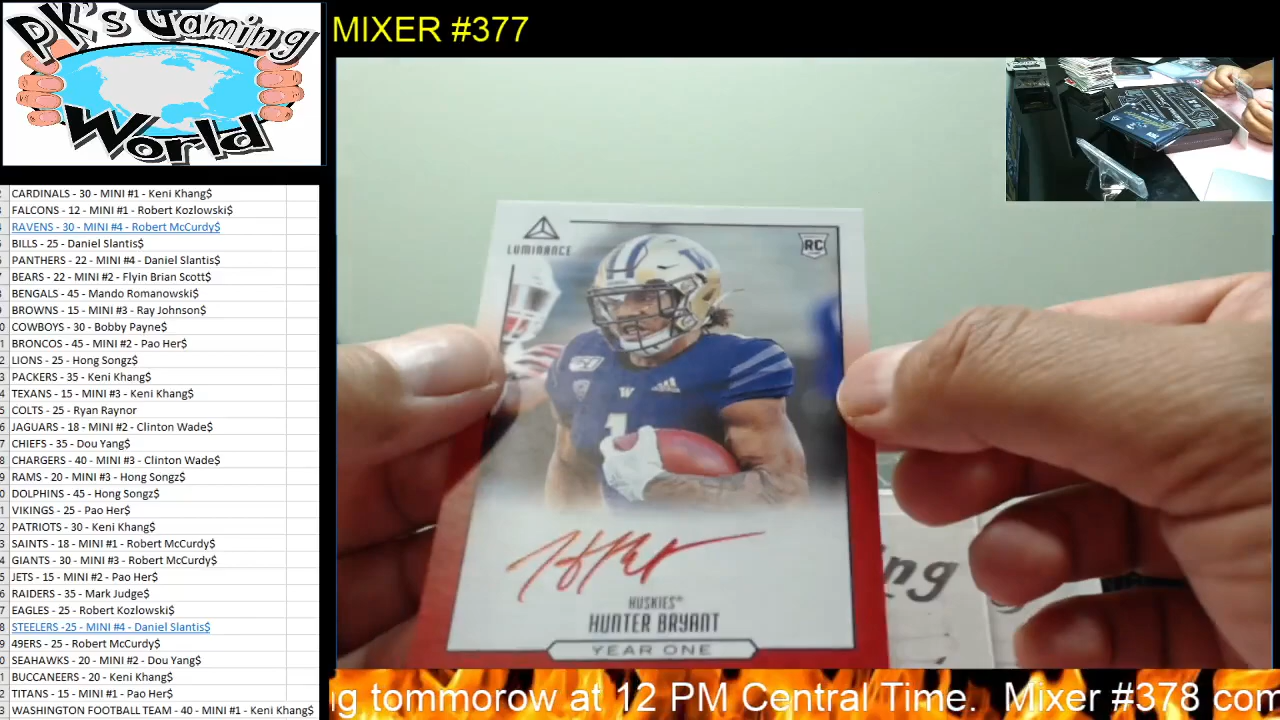 PK's Gaming
World
MIXER #377
CARDINALS - 30 - MINI #1 - Keni Khang$
FALCONS - 12 - MINI #1 - Robert Kozlowski$
RAVENS - 30 - MINI #4 - Robert McCurdy$
BILLS - 25 - Daniel Slantis$
PANTHERS - 22 - MINI #4 - Daniel Slantis$
BEARS - 22 - MINI #2 - Flyin Brian Scott$
BENGALS - 45 - Mando Romanowski$
BROWNS - 15 - MINI #3 - Ray Johnson$
COWBOYS - 30 - Bobby Payne$
BRONCOS - 45 - MINI #2 - Pao Her$
LIONS - 25 - Hong Songz$
PACKERS - 35 - Keni Khang$
TEXANS - 15 - MINI #3 - Keni Khang$
COLTS - 25 - Ryan Raynor
JAGUARS - 18 - MINI #2 - Clinton Wade$
CHIEFS - 35 - Dou Yang$
CHARGERS - 40 - MINI #3 - Clinton Wade$
RAMS - 20 - MINI #3 - Hong Songz$
DOLPHINS - 45 - Hong Songz$
VIKINGS - 25 - Pao Her$
PATRIOTS - 30 - Keni Khang$
SAINTS - 18 - MINI #1 - Robert McCurdy$
GIANTS - 30 - MINI #3 - Robert McCurdy$
JETS - 15 - MINI #2 - Pao Her$
RAIDERS - 35 - Mark Judge$
EAGLES - 25 - Robert Kozlowski$
STEELERS -25 - MINI #4 - Daniel Slantis$
49ERS - 25 - Robert McCurdy$
SEAHAWKS - 20 - MINI #2 - Dou Yang$
BUCCANEERS - 20 - Keni Khang$
TITANS - 15 - MINI #1 - Pao Her$
WASHINGTON FOOTBALL TEAM - 40 - MINI #1 - Keni Khang$
LUMINANCE
RC
W
1
HUSKIES®
HUNTER BRYANT
YEAR ONE
ng
g tommorow at 12 PM Central Time. Mixer #378 com